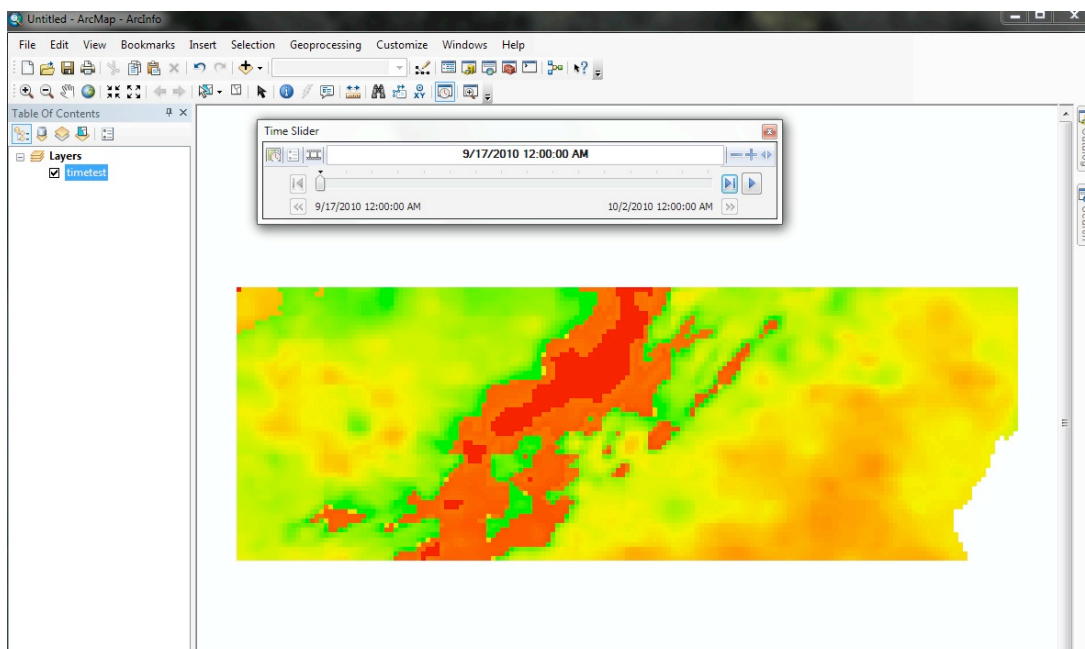 Untitled - ArcMap - ArcInfo
File Edit View Bookmarks Insert Selection Geoprocessing Customize Windows Help
Table Of Contents
Layers
timetest
Time Slider
9/17/2010 12:00:00 AM
9/17/2010 12:00:00 AM 10/2/2010 12:00:00 AM